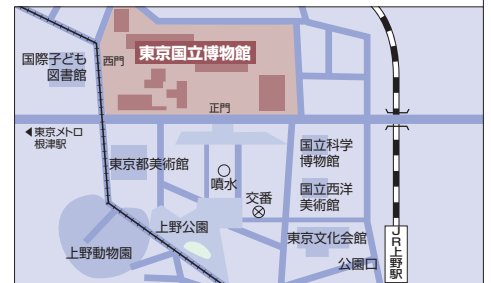 東京国立博物館
国際子ども
図書館
西門
正門
◀東京メトロ
根津駅
東京都美術館
噴水
交番
国立科学
博物館
国立西洋
美術館
上野公園
上野動物園
東京文化会館
公園口
JR上野駅